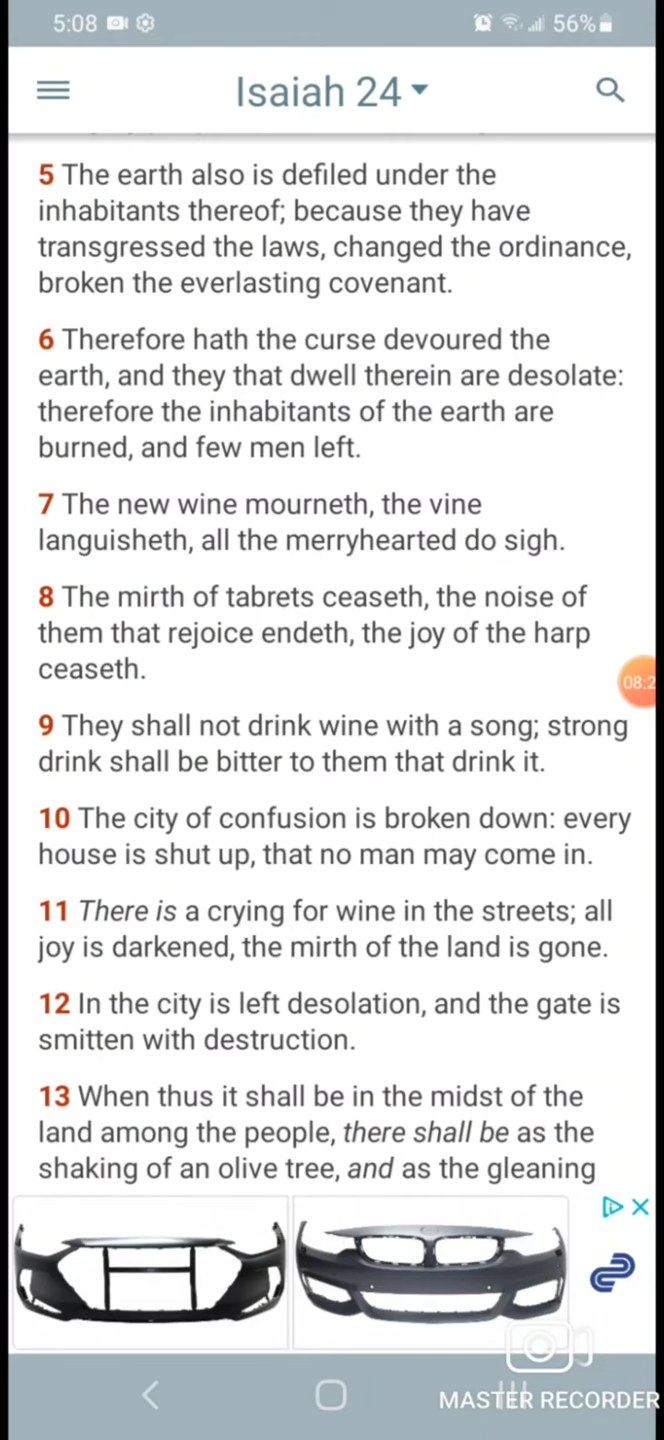 5:08
56%
Isaiah 24
5 The earth also is defiled under the
inhabitants thereof; because they have
transgressed the laws, changed the ordinance,
broken the everlasting covenant.
6 Therefore hath the curse devoured the
earth, and they that dwell therein are desolate:
therefore the inhabitants of the earth are
burned, and few men left.
7 The new wine mourneth, the vine
languisheth, all the merryhearted do sigh.
8 The mirth of tabrets ceaseth, the noise of
them that rejoice endeth, the joy of the harp
ceaseth.
08:2
9 They shall not drink wine with a song; strong
drink shall be bitter to them that drink it.
10 The city of confusion is broken down: every
house is shut up, that no man may come in.
11 There is a crying for wine in the streets; all
joy is darkened, the mirth of the land is gone.
12 In the city is left desolation, and the gate is
smitten with destruction.
13 When thus it shall be in the midst of the
land among the people, there shall be as the
shaking of an olive tree, and as the gleaning
MASTER RECORDER